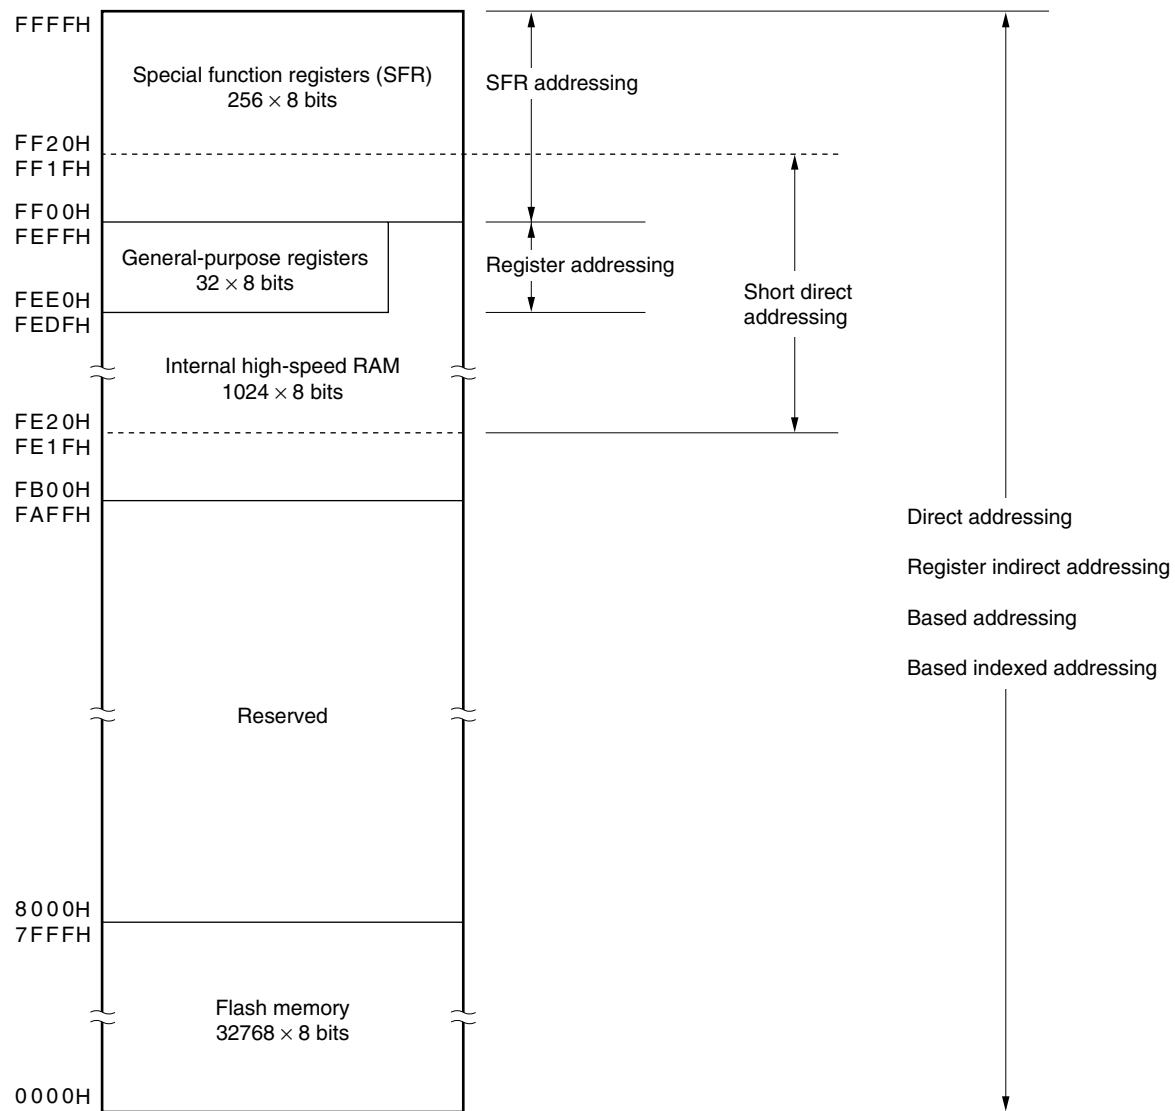 FFFFH
Special function registers (SFR)
256 × 8 bits
SFR addressing
FF20H
FF1FH
FF00H
FEFFH
General-purpose registers
32 × 8 bits
Register addressing
FEE0H
FEDFH
Short direct
addressing
Internal high-speed RAM
1024 × 8 bits
FE20H
FE1FH
FB00H
FAFFH
Direct addressing
Register indirect addressing
Based addressing
Based indexed addressing
Reserved
8000H
7FFFH
Flash memory
32768 × 8 bits
0000H